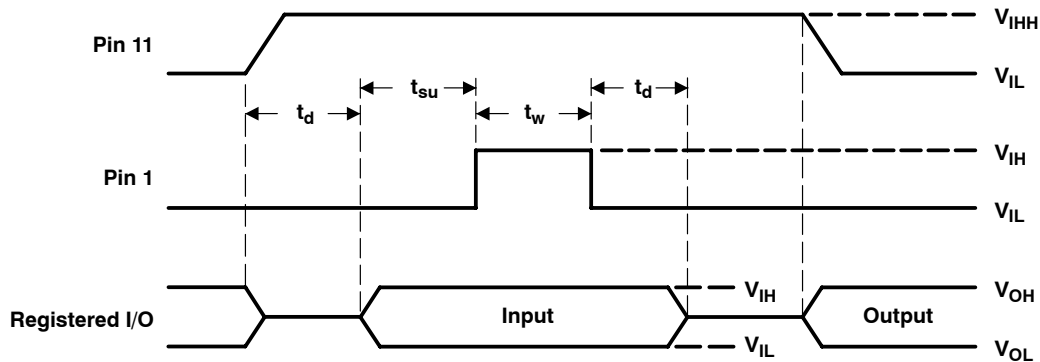 V_IHH
Pin 11
V_IL
t_su t_d
t_d t_w
V_IH
Pin 1
V_IL
V_IH V_OH
Registered I/O Input Output
V_IL V_OL